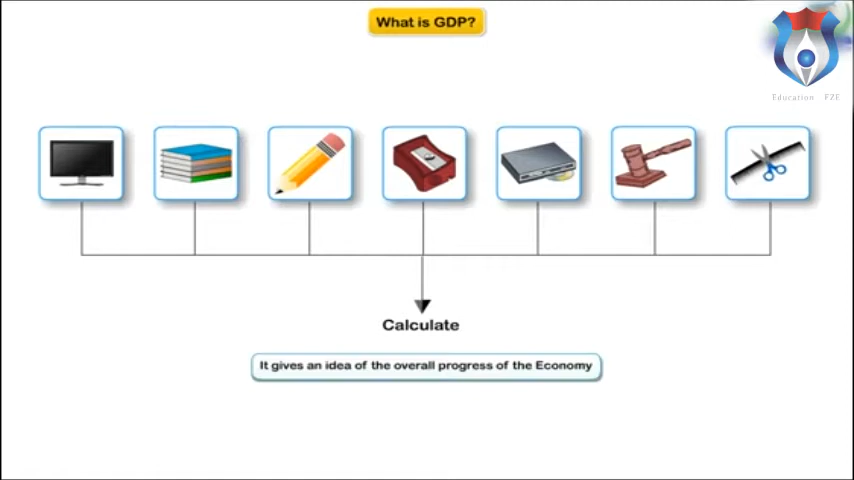 What is GDP?
Education FZE
Calculate
It gives an idea of the overall progress of the Economy